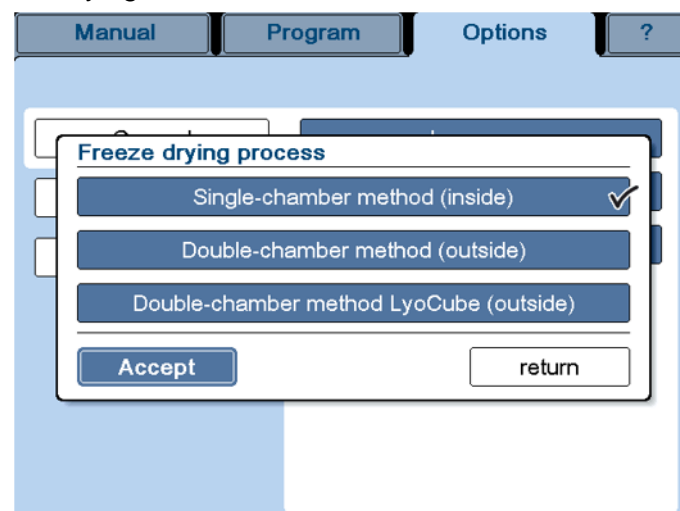 Manual Program Options ?
Freeze drying process
Single-chamber method (inside)
Double-chamber method (outside)
Double-chamber method LyoCube (outside)
Accept return